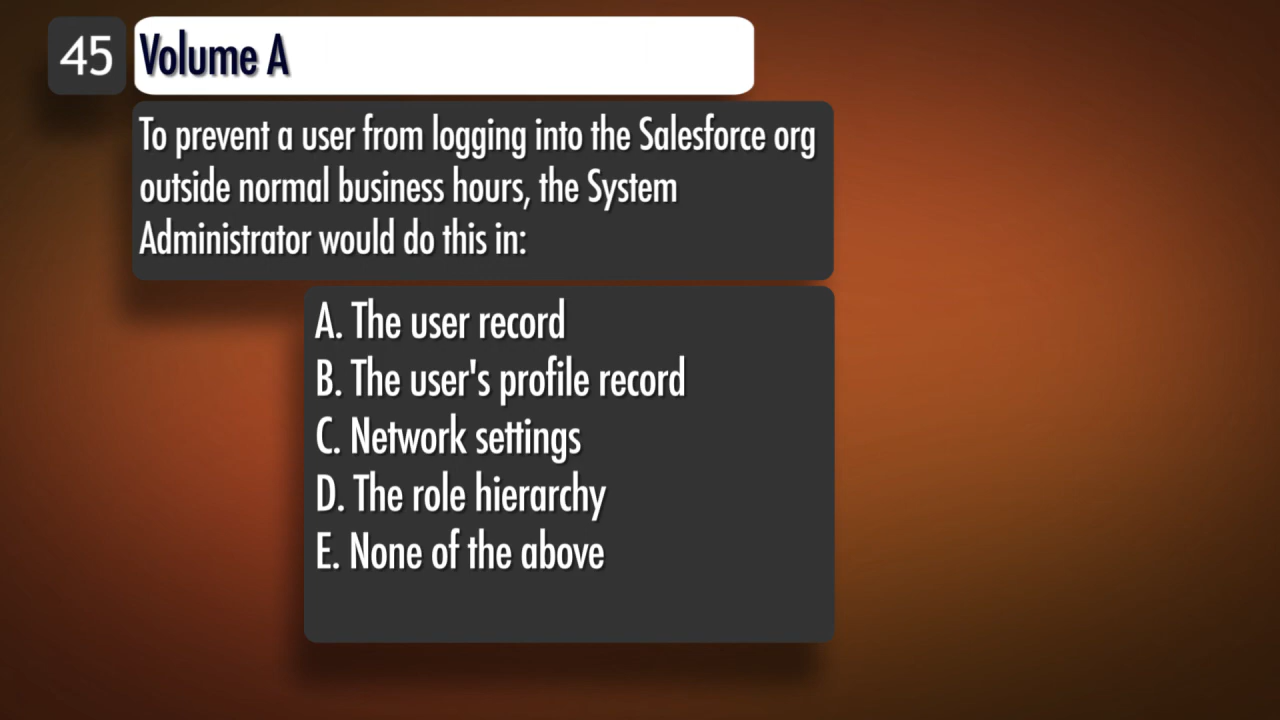 45
Volume A
To prevent a user from logging into the Salesforce org
outside normal business hours, the System
Administrator would do this in:
A. The user record
B. The user's profile record
C. Network settings
D. The role hierarchy
E. None of the above